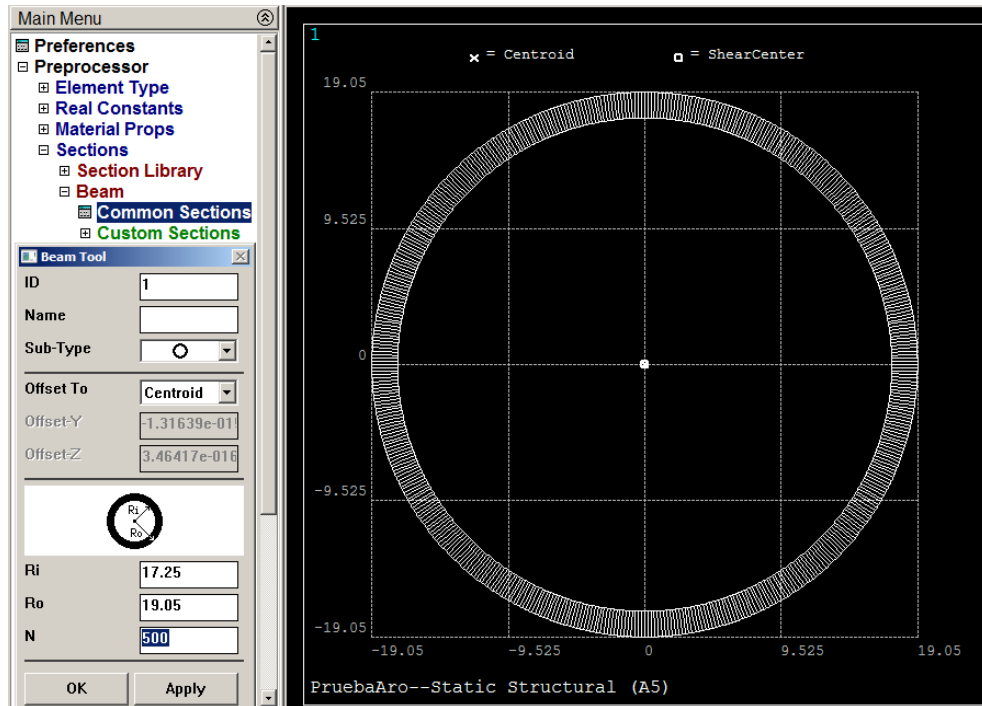 Main Menu
Preferences
Preprocessor
Element Type
Real Constants
Material Props
Sections
Section Library
Beam
Common Sections
Custom Sections
Beam Tool
ID 1
Name
Sub-Type
Offset To Centroid
Offset-Y -1.31639e-01
Offset-Z 3.46417e-016
Ri
Ro
Ri 17.25
Ro 19.05
N 500
OK Apply
1
= Centroid = ShearCenter
19.05
9.525
0
-9.525
-19.05
-19.05 -9.525 0 9.525 19.05
PruebaAro--Static Structural (A5)